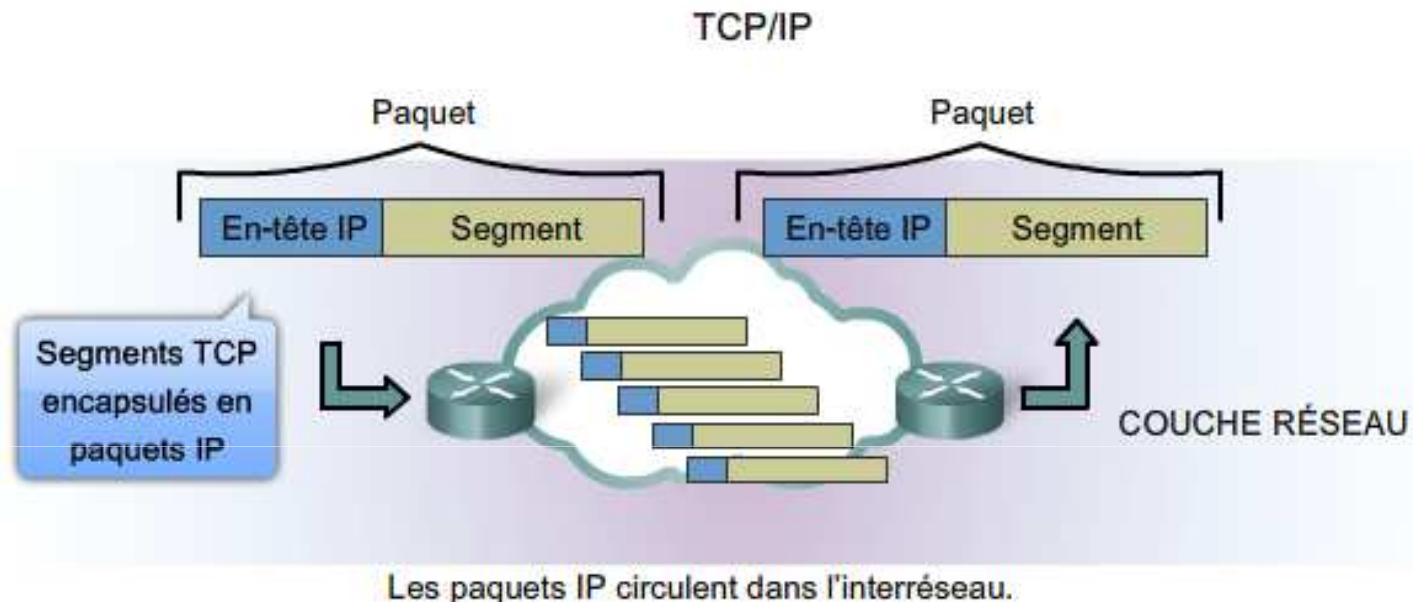 TCP/IP
Paquet
Paquet
En-tête IP
Segment
En-tête IP
Segment
Segments TCP
encapsulés en
paquets IP
COUCHE RÉSEAU
Les paquets IP circulent dans l'interréseau.